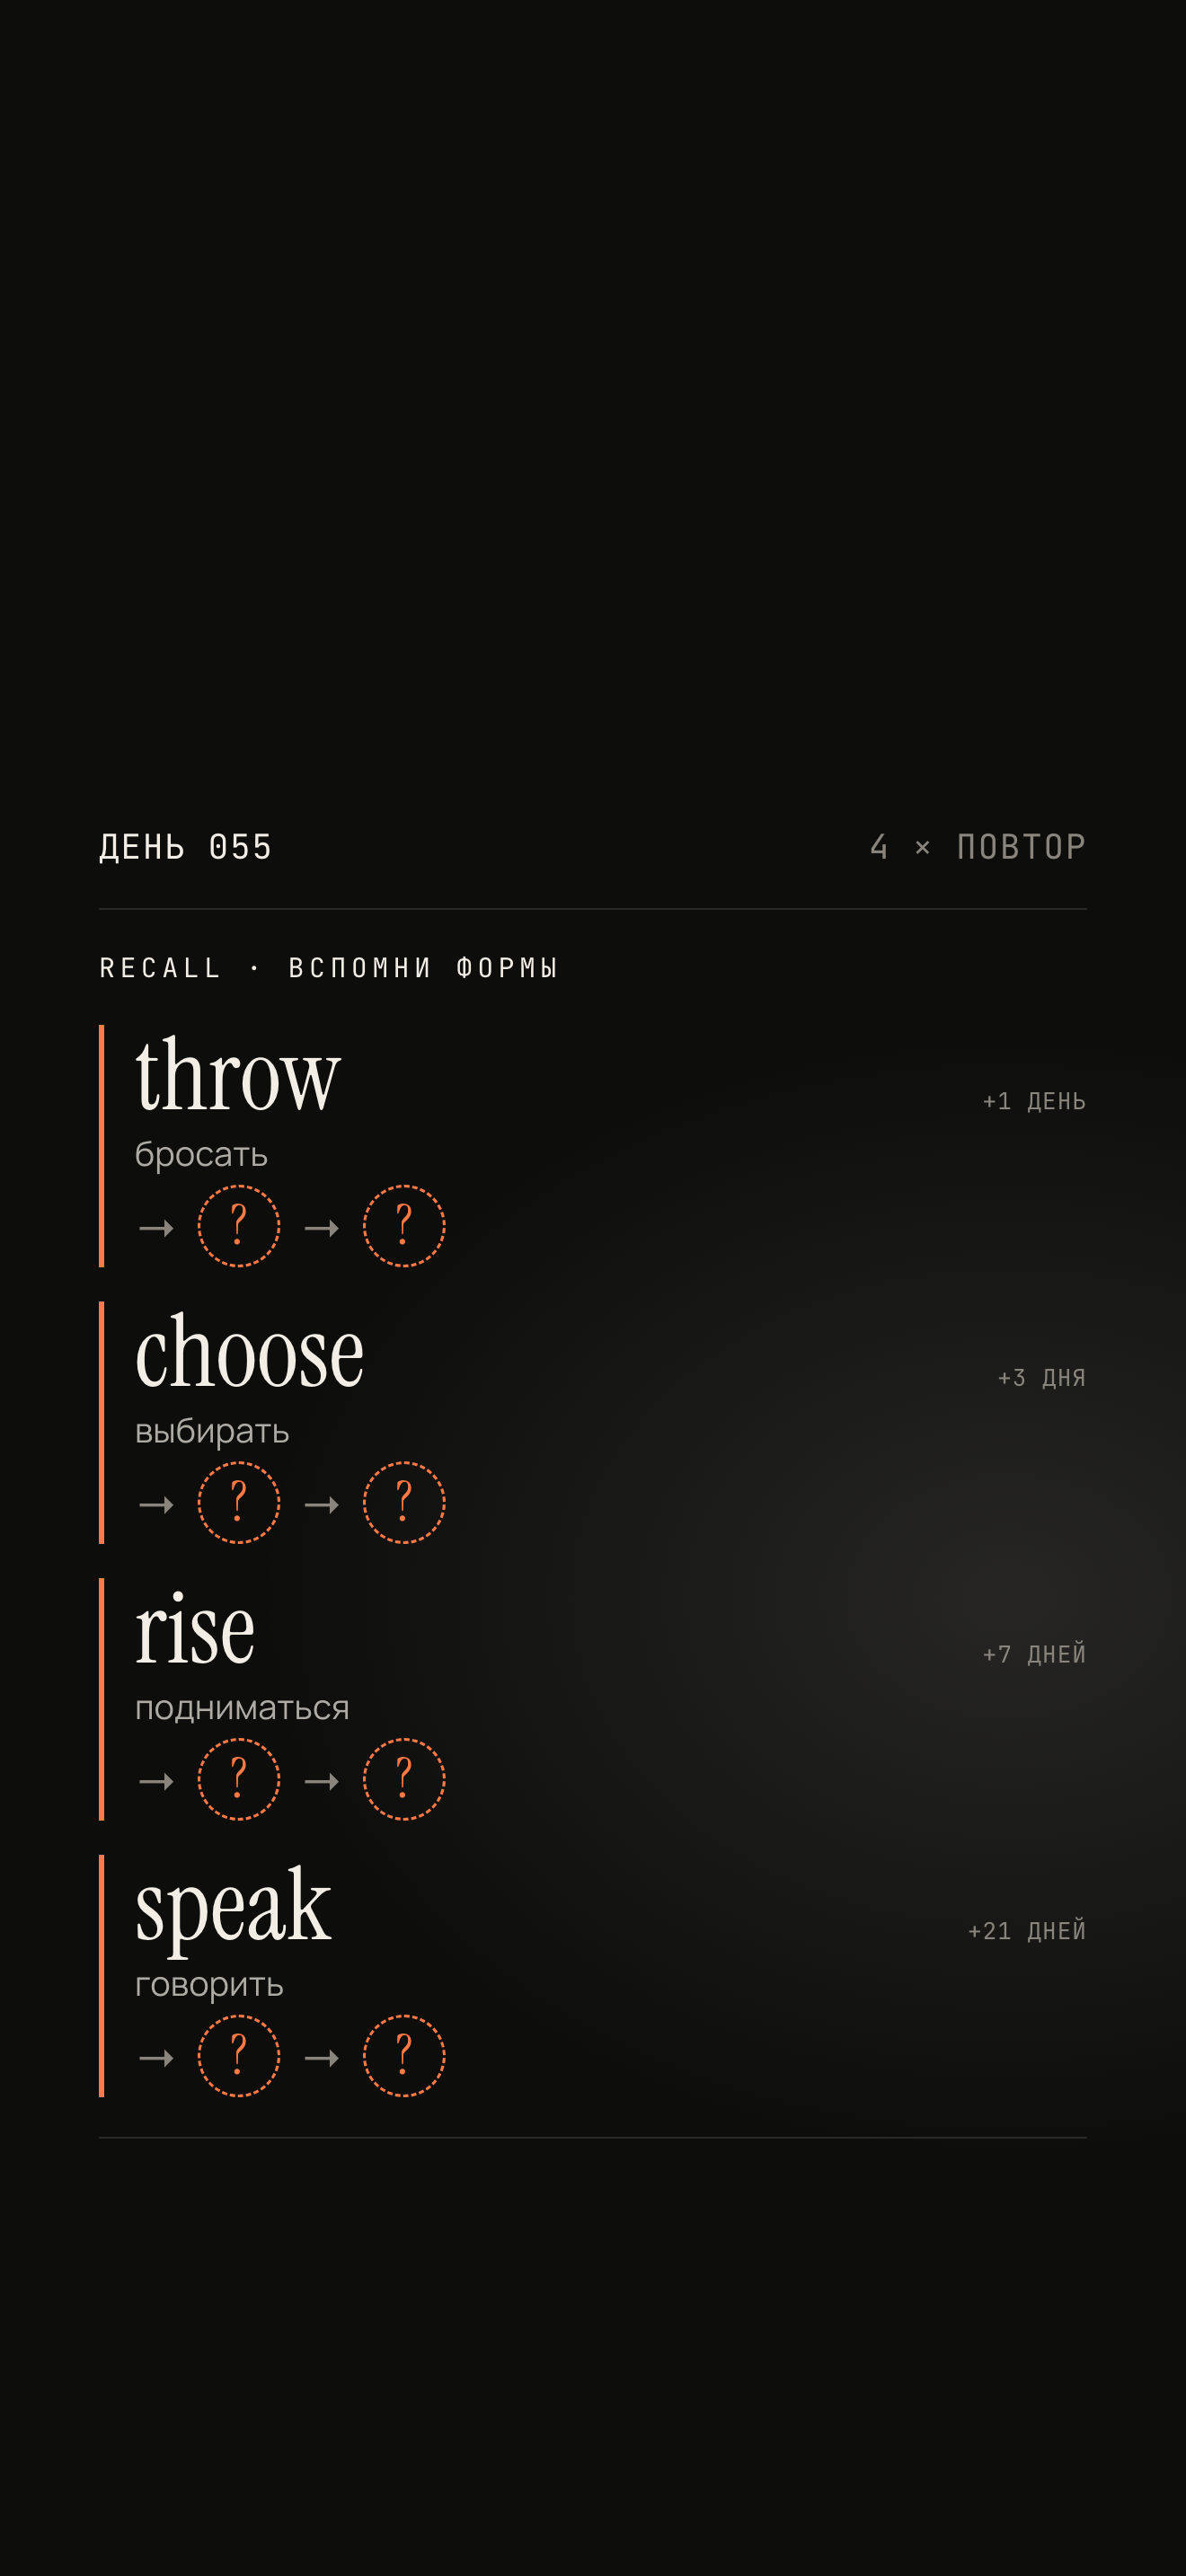 ДЕНЬ 055
4 × ПОВТОР
RECALL · ВСПОМНИ ФОРМЫ
throw
+1 ДЕНЬ
бросать
→ ? → ?
choose
+3 ДНЯ
выбирать
→ ? → ?
rise
+7 ДНЕЙ
подниматься
→ ? → ?
speak
+21 ДНЕЙ
говорить
→ ? → ?